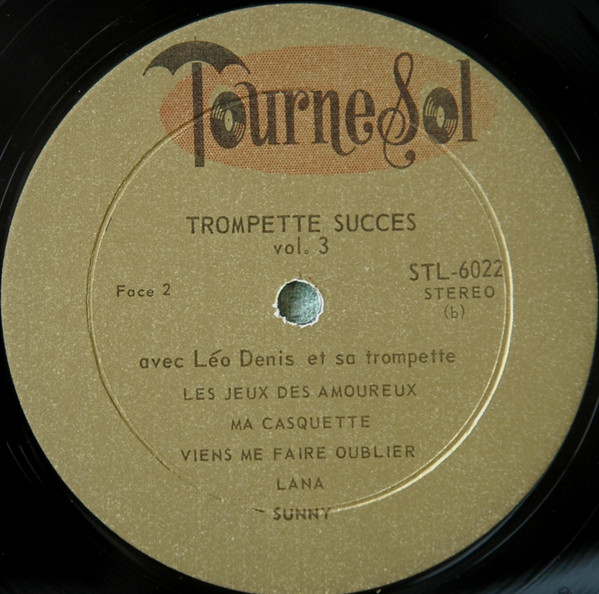 TourneSol
TROMPETTE SUCCES
vol. 3
Face 2
STL-6022
STEREO
(b)
avec Léo Denis et sa trompette
LES JEUX DES AMOUREUX
MA CASQUETTE
VIENS ME FAIRE OUBLIER
LANA
SUNNY